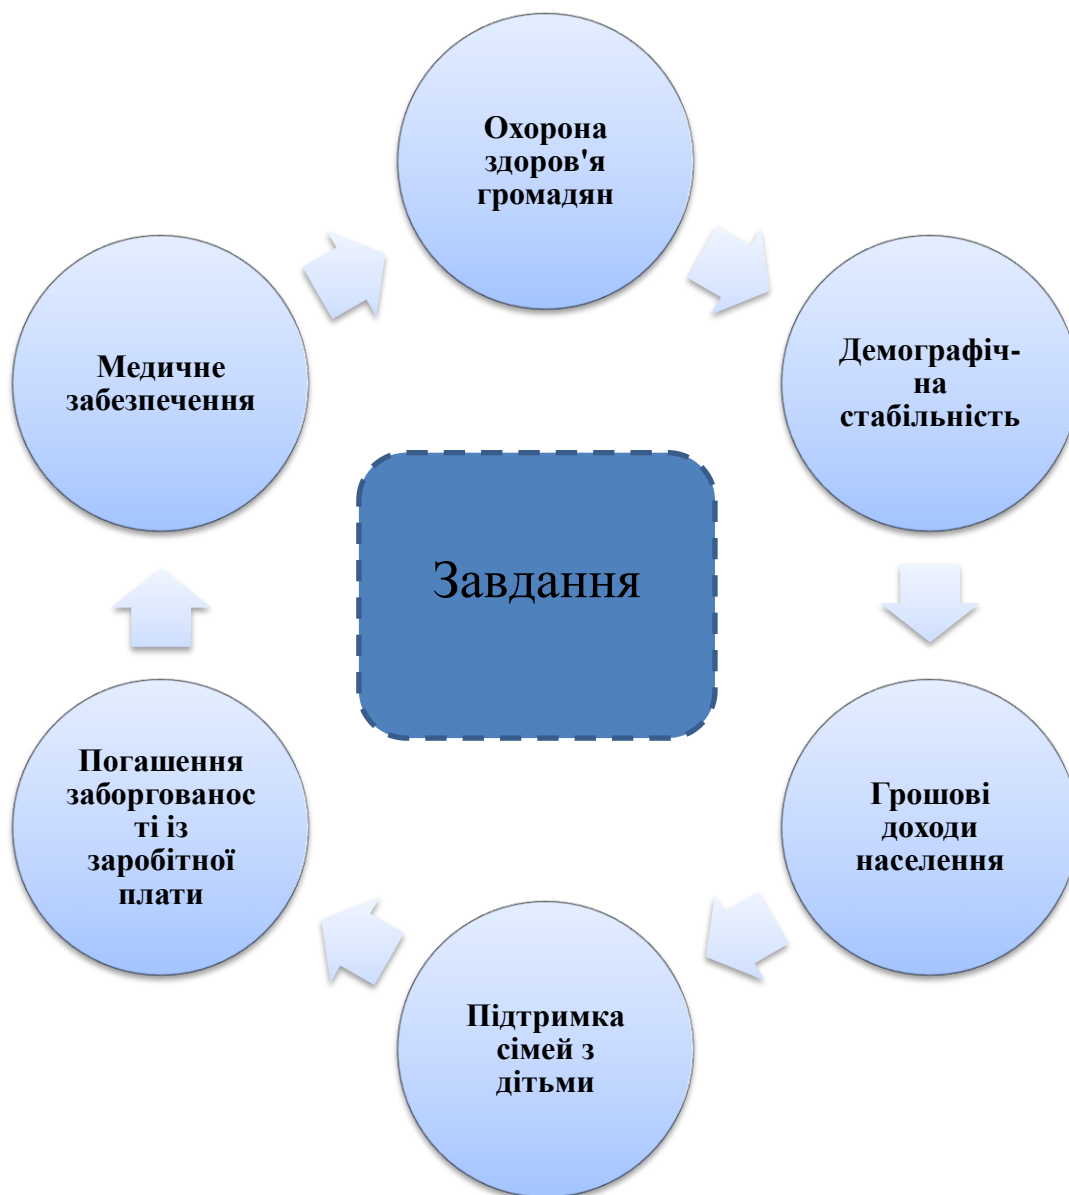 Охорона
здоров'я
громадян
Демографіч-
на
стабільність
Грошові
доходи
населення
Підтримка
сімей з
дітьми
Погашення
заборгованос
ті із
заробітної
плати
Медичне
забезпечення
Завдання